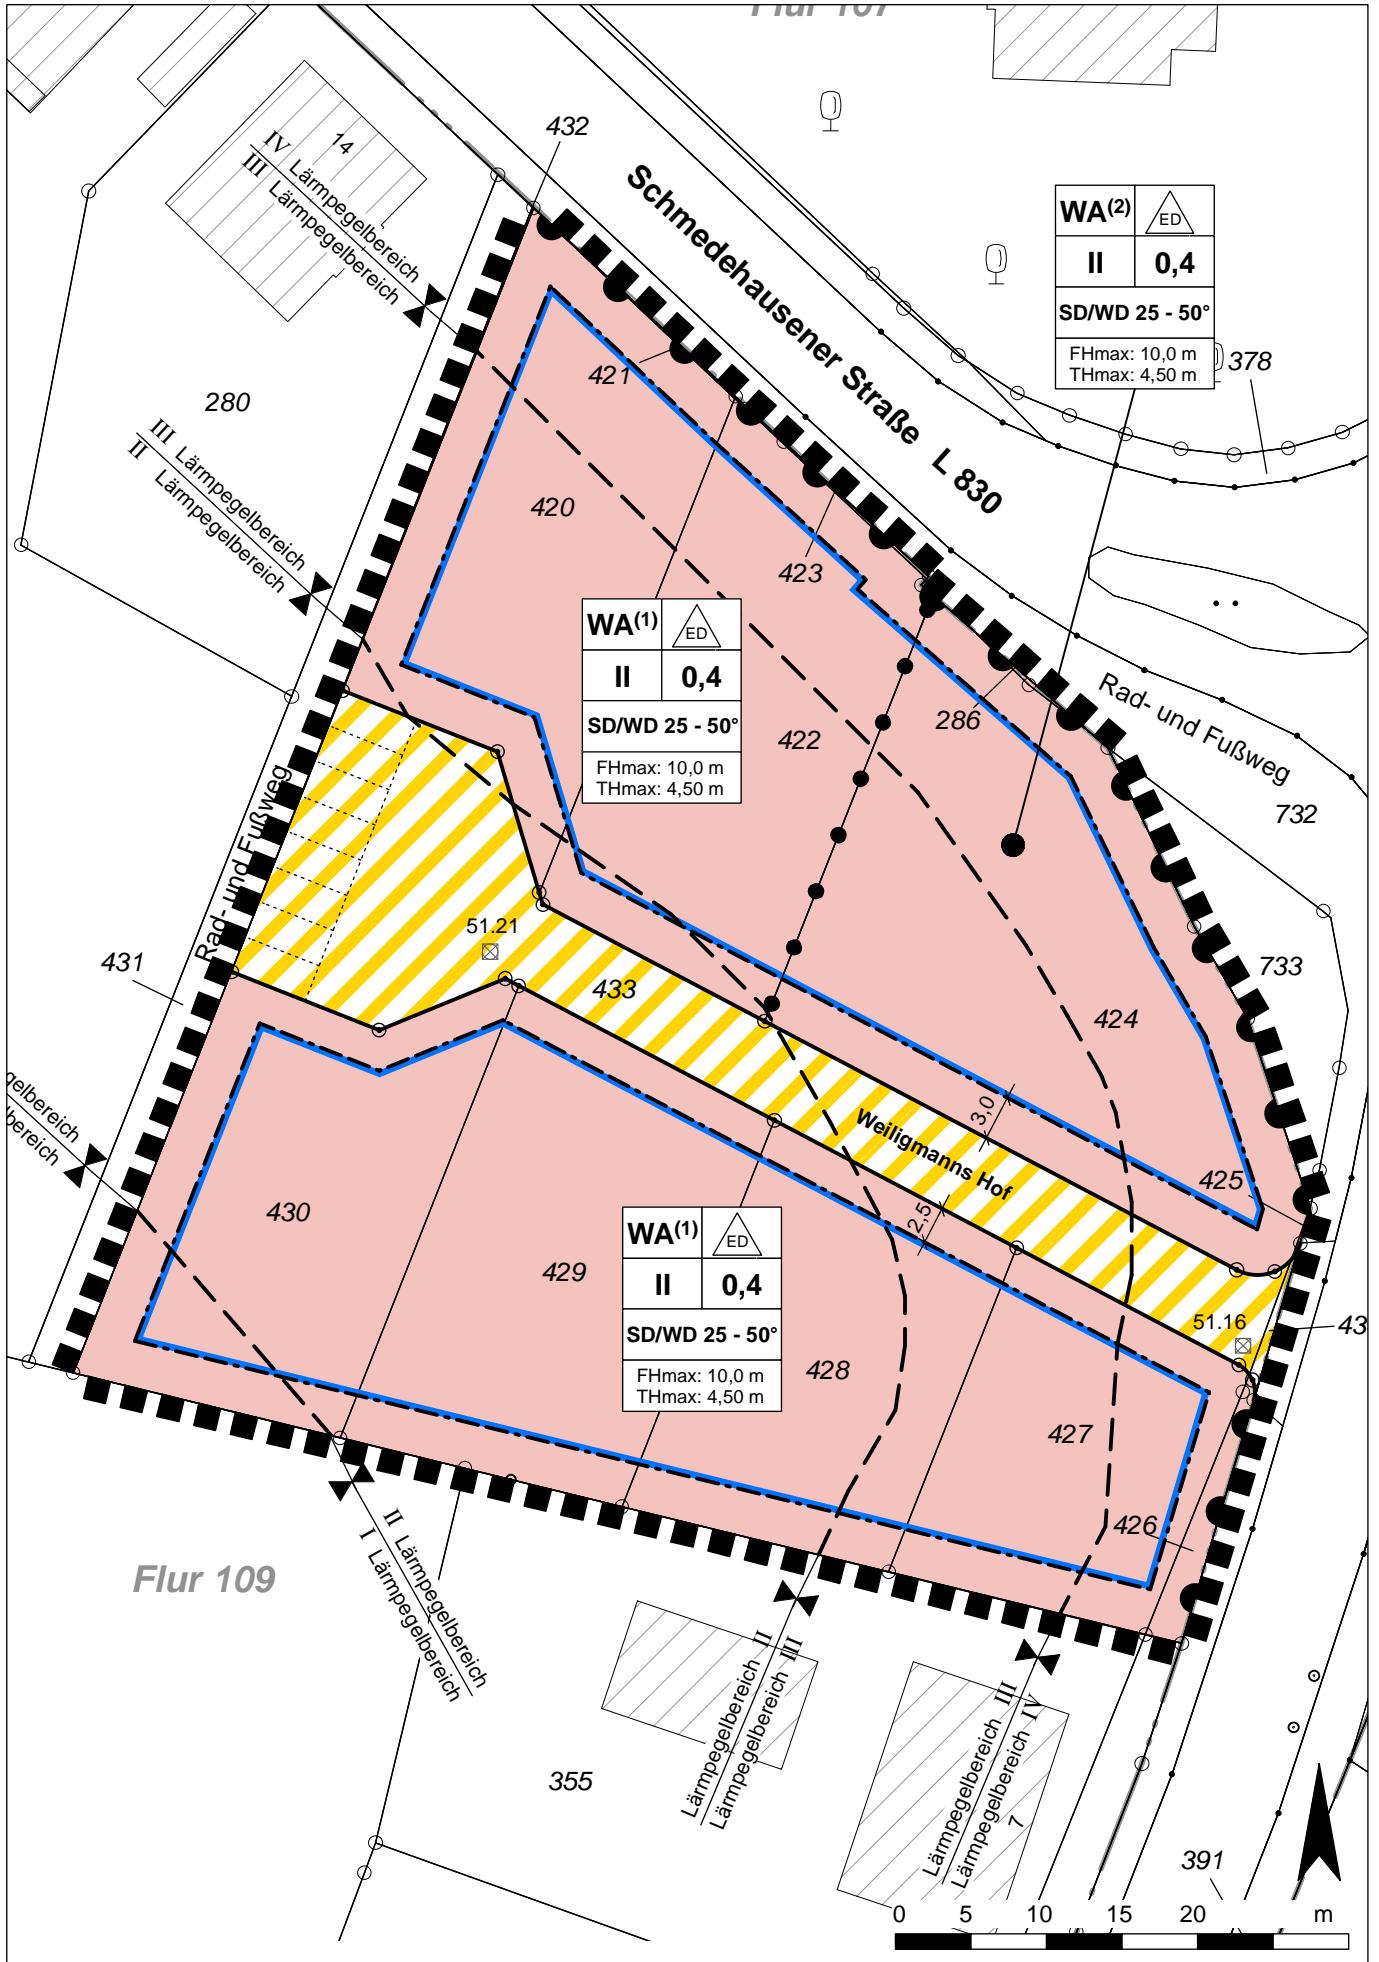 Flur 107
432
14
IV Lärmpegelbereich
III Lärmpegelbereich
Schmedehausener Straße L 830
WA(2) ED
II 0,4
SD/WD 25 - 50°
FHmax: 10,0 m
THmax: 4,50 m
378
421
280
III Lärmpegelbereich
II Lärmpegelbereich
420
423
WA(1) ED
II 0,4
SD/WD 25 - 50°
FHmax: 10,0 m
THmax: 4,50 m
422
286
Rad- und Fußweg
732
Rad- und Fußweg
51.21
431
433
733
424
gelbereich
bereich
3,0
Weiligmanns Hof
425
430
2,5
WA(1) ED
II 0,4
SD/WD 25 - 50°
FHmax: 10,0 m
THmax: 4,50 m
429
51.16
43
428
427
426
Flur 109
II Lärmpegelbereich
I Lärmpegelbereich
Lärmpegelbereich II
Lärmpegelbereich III
Lärmpegelbereich III
Lärmpegelbereich IV
7
355
391
0 5 10 15 20 m